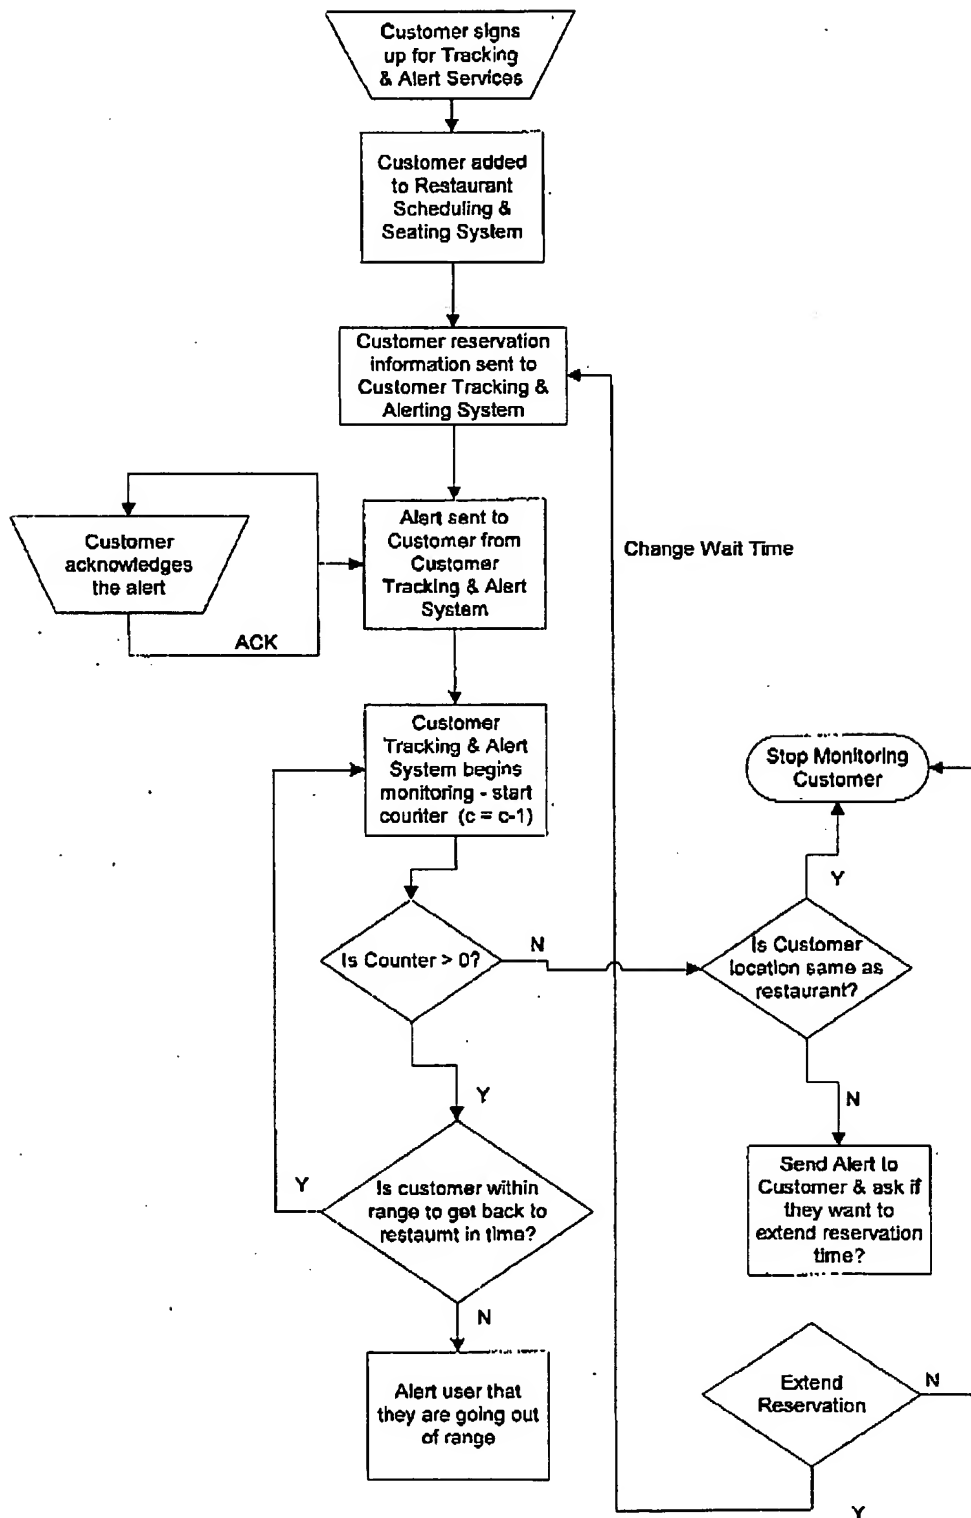 Customer signs
up for Tracking
& Alert Services
Customer added
to Restaurant
Scheduling &
Seating System
Customer reservation
information sent to
Customer Tracking &
Alerting System
Alert sent to
Customer from
Customer
Tracking & Alert
System
Customer
acknowledges
the alert
ACK
Change Wait Time
Customer
Tracking & Alert
System begins
monitoring - start
counter (c = c-1)
Stop Monitoring
Customer
Y
Is Counter > 0?
N
Is Customer
location same as
restaurant?
Y
N
Y
Is customer within
range to get back to
restaumt in time?
Send Alert to
Customer & ask if
they want to
extend reservation
time?
N
Alert user that
they are going out
of range
Extend
Reservation
N
Y